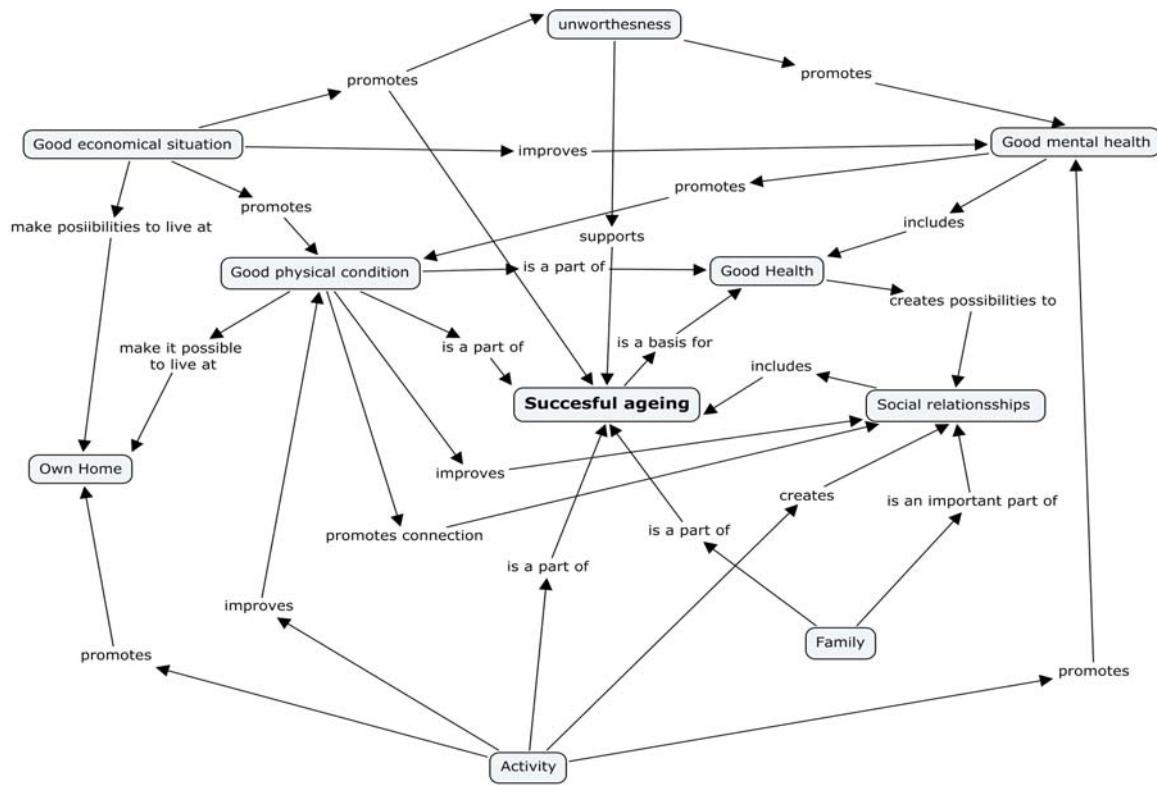 unworthesness
promotes
promotes
Good economical situation
improves
Good mental health
promotes
promotes
make posiibilities to live at
includes
supports
Good physical condition
is a part of
Good Health
creates possibilities to
make it possible
to live at
is a part of
is a basis for
includes
Succesful ageing
Social relationsships
Own Home
improves
creates
is an important part of
promotes connection
is a part of
is a part of
improves
Family
promotes
promotes
Activity